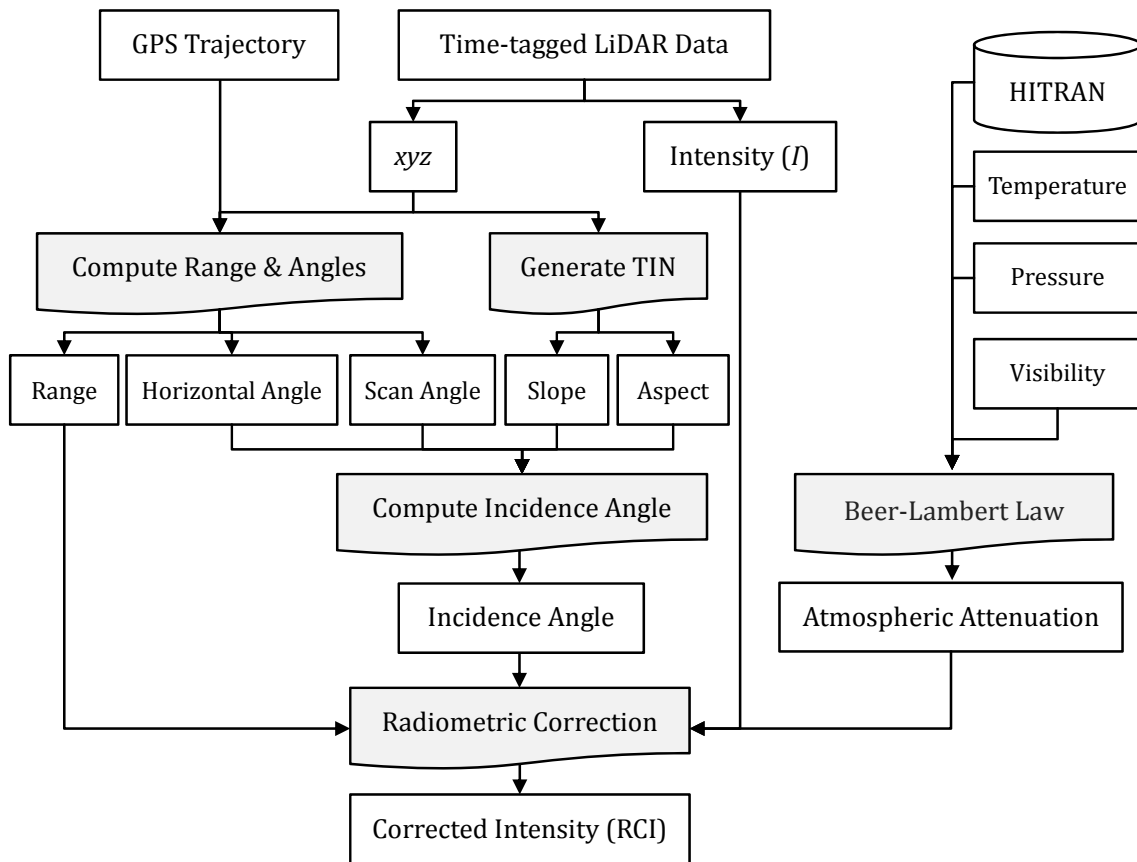 GPS Trajectory
Time-tagged LiDAR Data
HITRAN
xyz
Intensity (I)
Temperature
Compute Range & Angles
Generate TIN
Pressure
Range
Horizontal Angle
Scan Angle
Slope
Aspect
Visibility
Compute Incidence Angle
Beer-Lambert Law
Incidence Angle
Atmospheric Attenuation
Radiometric Correction
Corrected Intensity (RCI)